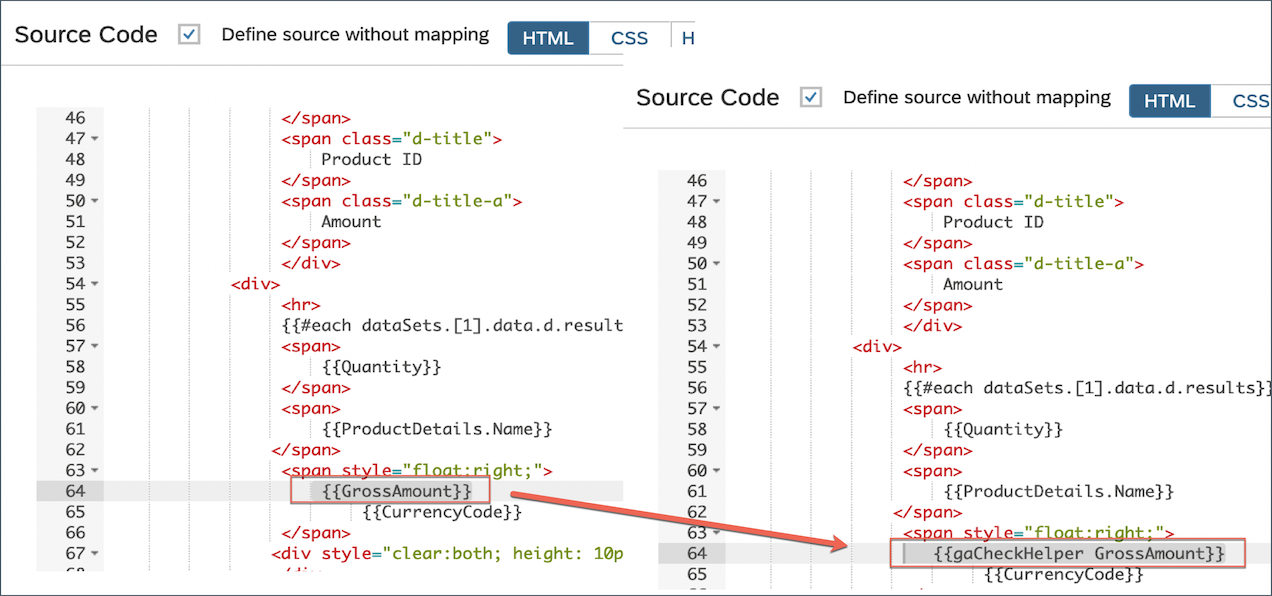 Source Code Define source without mapping HTML CSS H
46 </span>
47 <span class="d-title">
48 Product ID
49 </span>
50 <span class="d-title-a">
51 Amount
52 </span>
53 </div>
54 <div>
55 <hr>
56 {{#each dataSets.[1].data.d.result
57 <span>
58 {{Quantity}}
59 </span>
60 <span>
61 {{ProductDetails.Name}}
62 </span>
63 <span style="float:right;">
64 {{GrossAmount}}
65 {{CurrencyCode}}
66 </span>
67 <div style="clear:both; height: 10p
Source Code Define source without mapping HTML CSS
46 </span>
47 <span class="d-title">
48 Product ID
49 </span>
50 <span class="d-title-a">
51 Amount
52 </span>
53 </div>
54 <div>
55 <hr>
56 {{#each dataSets.[1].data.d.results}}
57 <span>
58 {{Quantity}}
59 </span>
60 <span>
61 {{ProductDetails.Name}}
62 </span>
63 <span style="float:right;">
64 {{gaCheckHelper GrossAmount}}
65 {{CurrencyCode}}